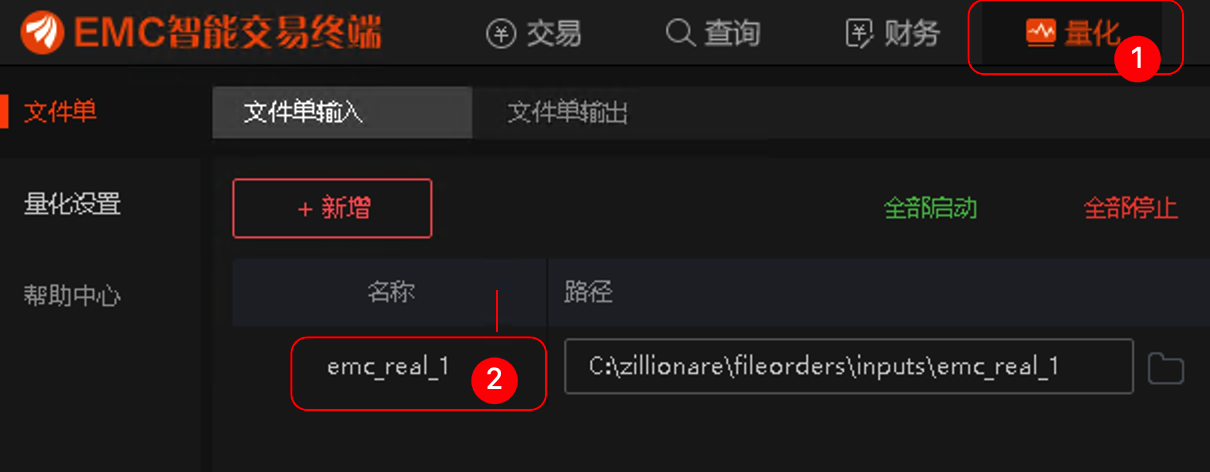 EMC智能交易终端 交易 查询 财务 量化 1
文件单 文件单输入 文件单输出
量化设置 + 新增 全部启动 全部停止
名称 路径
帮助中心
emc_real_1 2 C:\zillionare\fileorders\inputs\emc_real_1